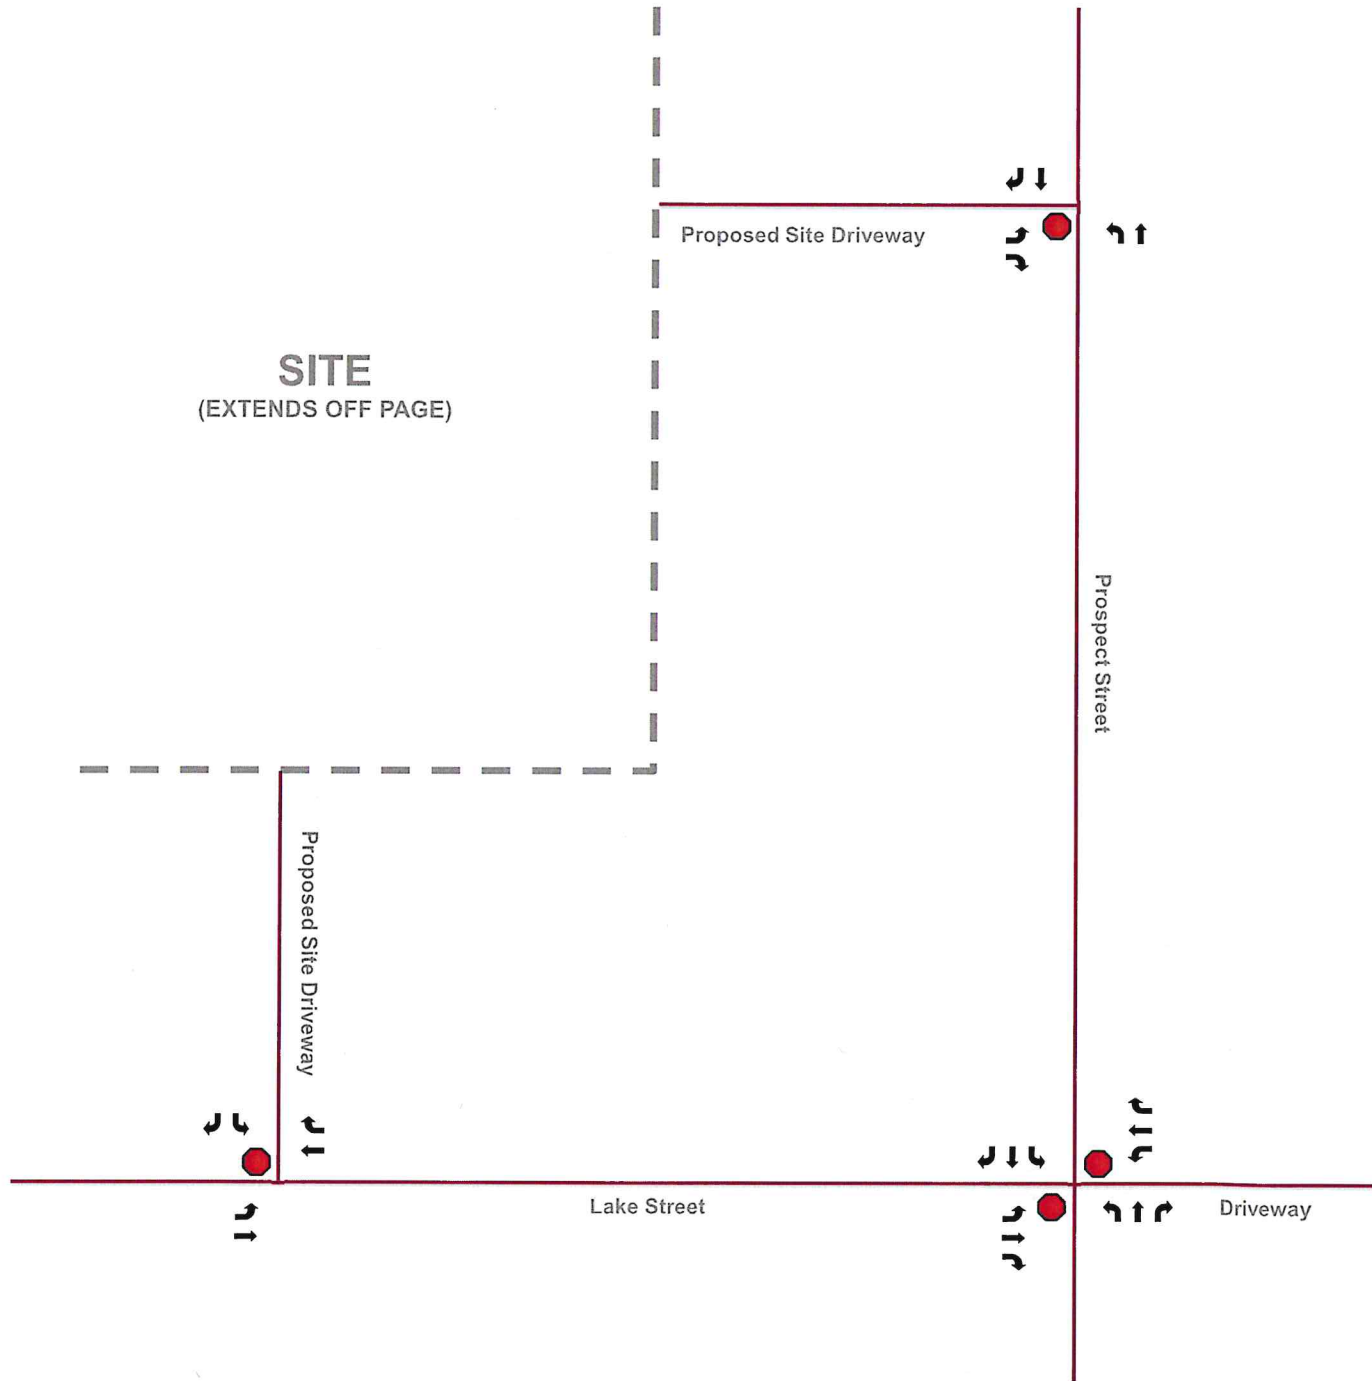 Proposed Site Driveway
SITE
(EXTENDS OFF PAGE)
Prospect Street
Proposed Site Driveway
Lake Street
Driveway